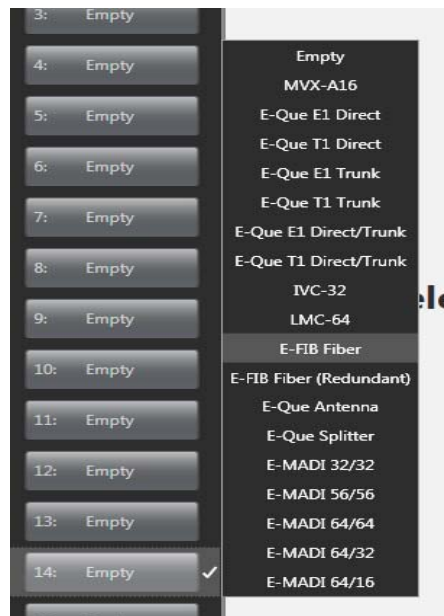 3: Empty
4: Empty
5: Empty
6: Empty
7: Empty
8: Empty
9: Empty
10: Empty
11: Empty
12: Empty
13: Empty
14: Empty
Empty
MVX-A16
E-Que E1 Direct
E-Que T1 Direct
E-Que E1 Trunk
E-Que T1 Trunk
E-Que E1 Direct/Trunk
E-Que T1 Direct/Trunk
IVC-32
LMC-64
E-FIB Fiber
E-FIB Fiber (Redundant)
E-Que Antenna
E-Que Splitter
E-MADI 32/32
E-MADI 56/56
E-MADI 64/64
E-MADI 64/32
E-MADI 64/16